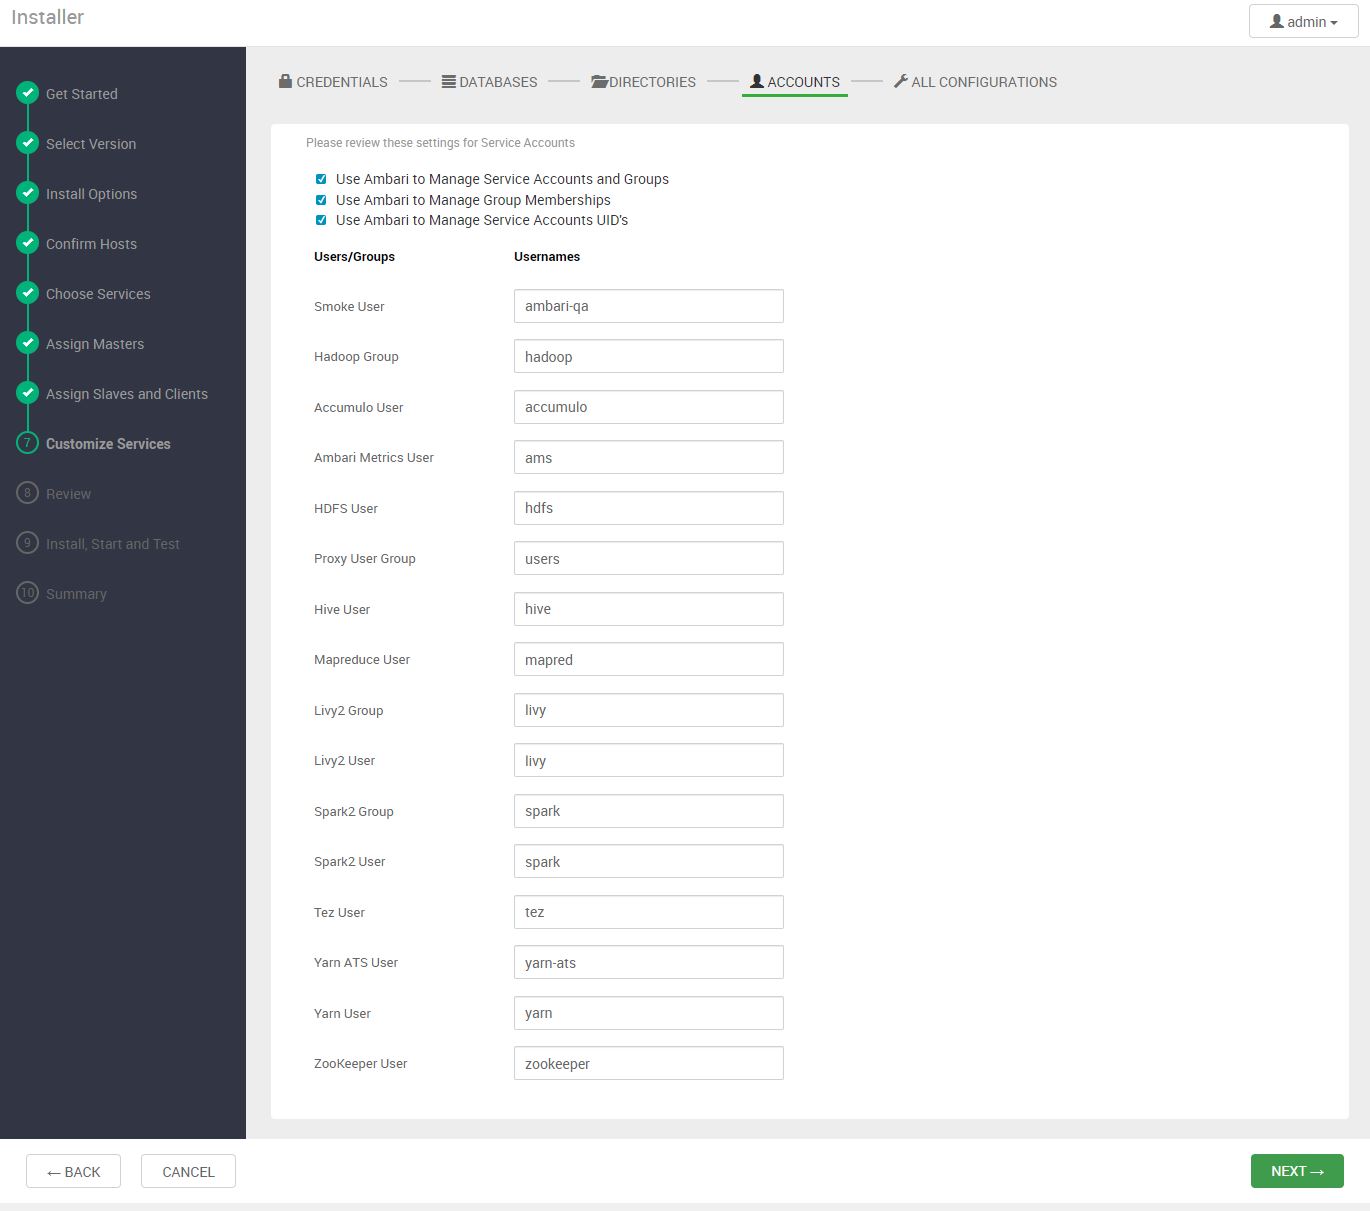 Installer
admin
Get Started
Select Version
Install Options
Confirm Hosts
Choose Services
Assign Masters
Assign Slaves and Clients
7 Customize Services
8 Review
9 Install, Start and Test
10 Summary
CREDENTIALS DATABASES DIRECTORIES ACCOUNTS ALL CONFIGURATIONS
Please review these settings for Service Accounts
Use Ambari to Manage Service Accounts and Groups
Use Ambari to Manage Group Memberships
Use Ambari to Manage Service Accounts UID's
Users/Groups Usernames
Smoke User ambari-qa
Hadoop Group hadoop
Accumulo User accumulo
Ambari Metrics User ams
HDFS User hdfs
Proxy User Group users
Hive User hive
Mapreduce User mapred
Livy2 Group livy
Livy2 User livy
Spark2 Group spark
Spark2 User spark
Tez User tez
Yarn ATS User yarn-ats
Yarn User yarn
ZooKeeper User zookeeper
← BACK CANCEL NEXT →